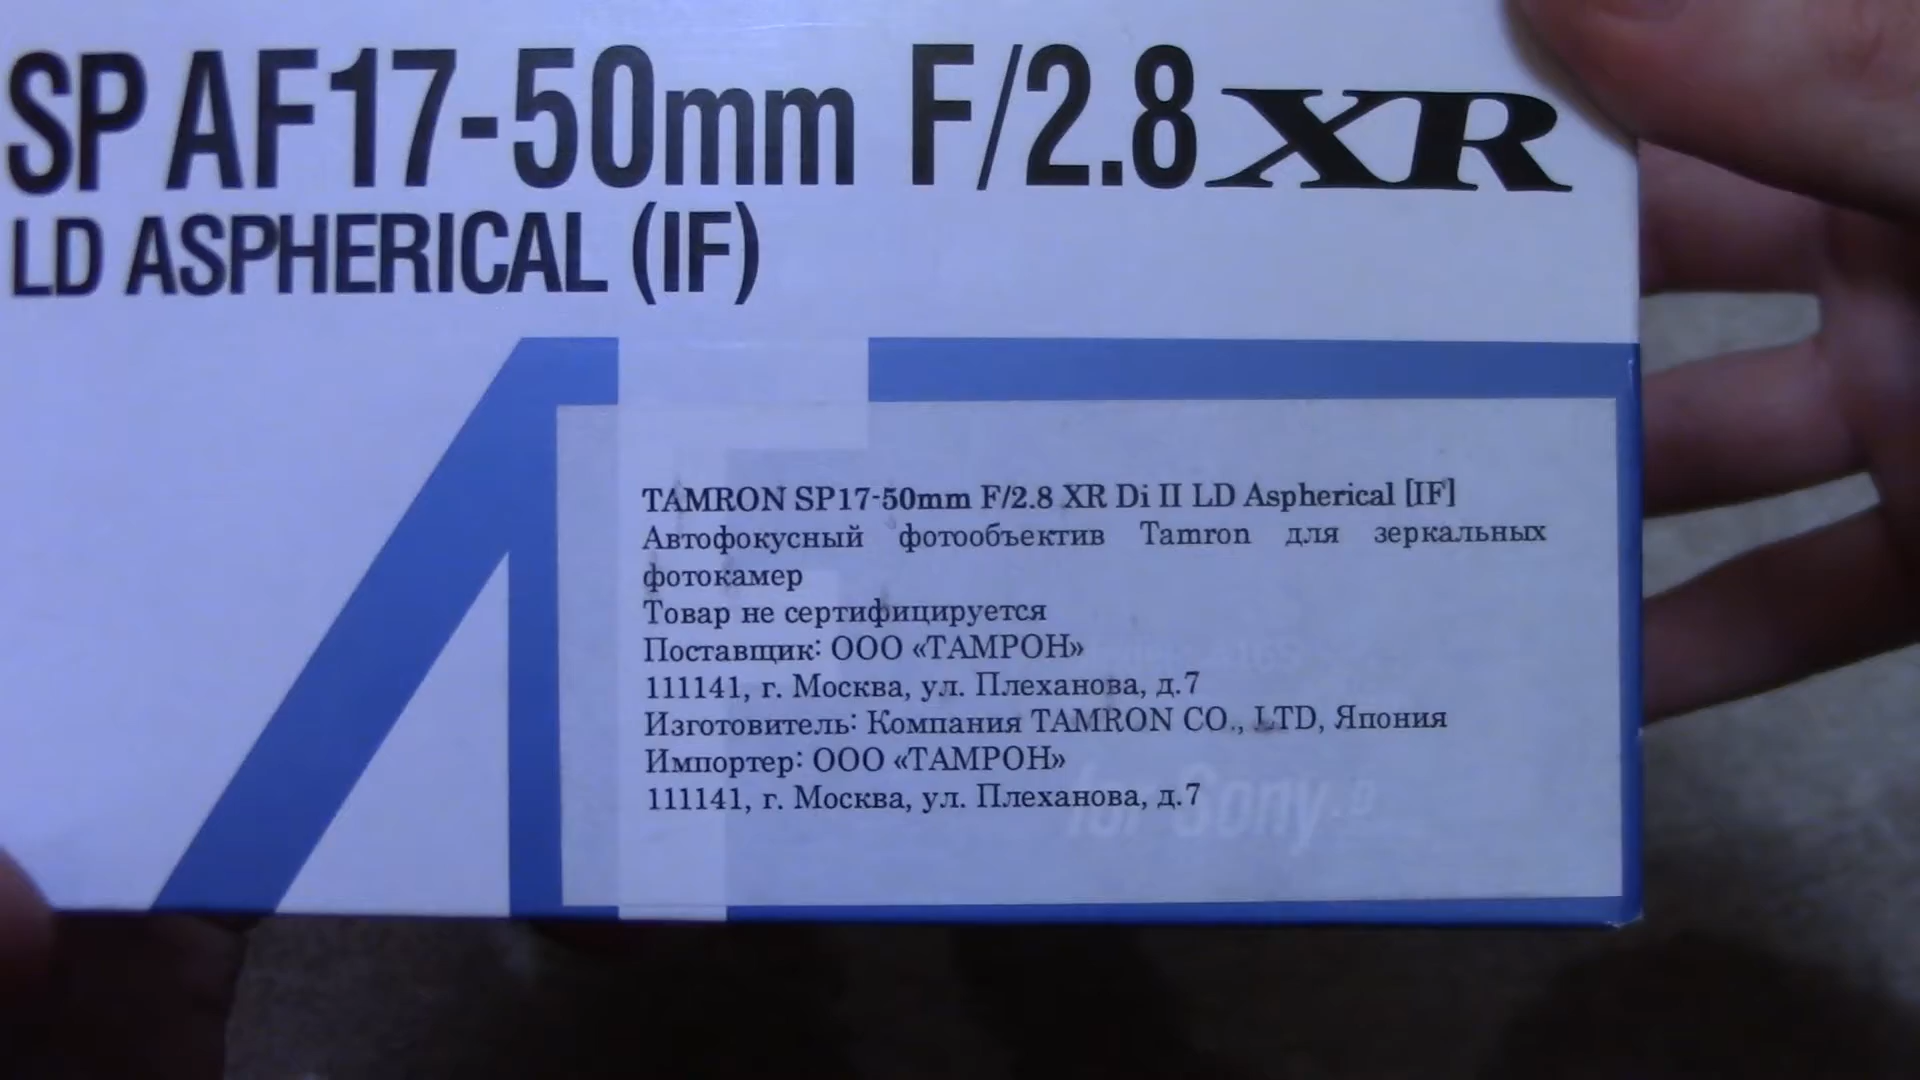 SP AF17-50mm F/2.8 XR
LD ASPHERICAL (IF)
TAMRON SP17-50mm F/2.8 XR Di II LD Aspherical [IF]
Автофокусный фотообъектив Tamron для зеркальных
фотокамер
Товар не сертифицируется
Поставщик: ООО «ТАМРОН»
111141, г. Москва, ул. Плеханова, д.7
Изготовитель: Компания TAMRON CO., LTD, Япония
Импортер: ООО «ТАМРОН»
111141, г. Москва, ул. Плеханова, д.7
for Sony